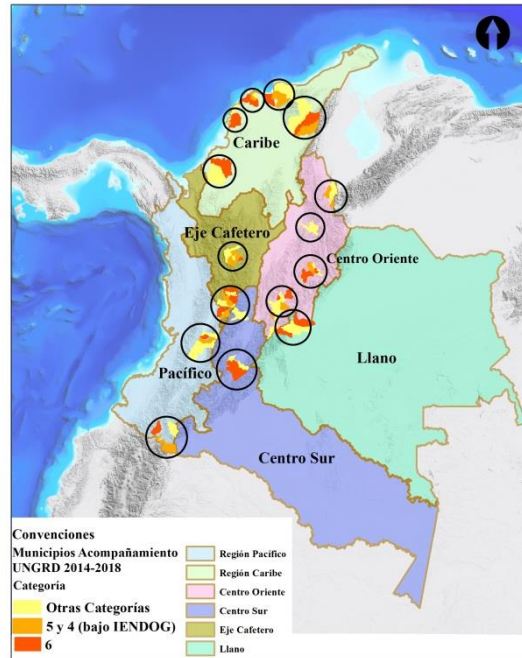 Caribe
Eje Cafetero
Centro Oriente
Llano
Pacífico
Centro Sur
Convenciones
Municipios Acompañamiento
UNGRD 2014-2018
Categoría
Otras Categorías
5 y 4 (bajo IENDOG)
6
Región Pacífico
Región Caribe
Centro Oriente
Centro Sur
Eje Cafetero
Llano